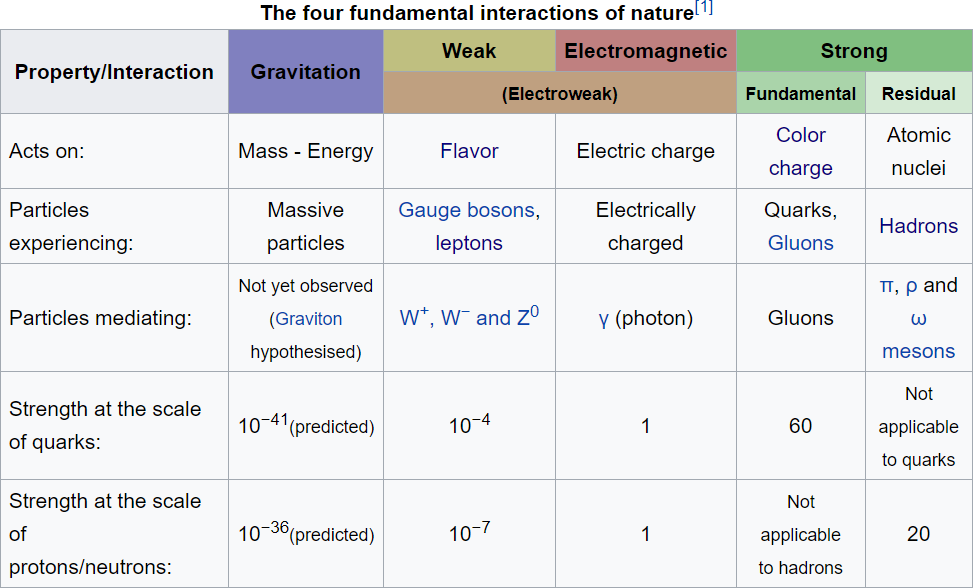 The four fundamental interactions of nature[1]
Property/Interaction Gravitation Weak Electromagnetic Strong
(Electroweak) Fundamental Residual
Acts on: Mass - Energy Flavor Electric charge Color charge Atomic nuclei
Particles experiencing: Massive particles Gauge bosons, leptons Electrically charged Quarks, Gluons Hadrons
Particles mediating: Not yet observed (Graviton hypothesised) W⁺, W⁻ and Z⁰ γ (photon) Gluons π, ρ and ω mesons
Strength at the scale of quarks: 10⁻⁴¹(predicted) 10⁻⁴ 1 60 Not applicable to quarks
Strength at the scale of protons/neutrons: 10⁻³⁶(predicted) 10⁻⁷ 1 Not applicable to hadrons 20